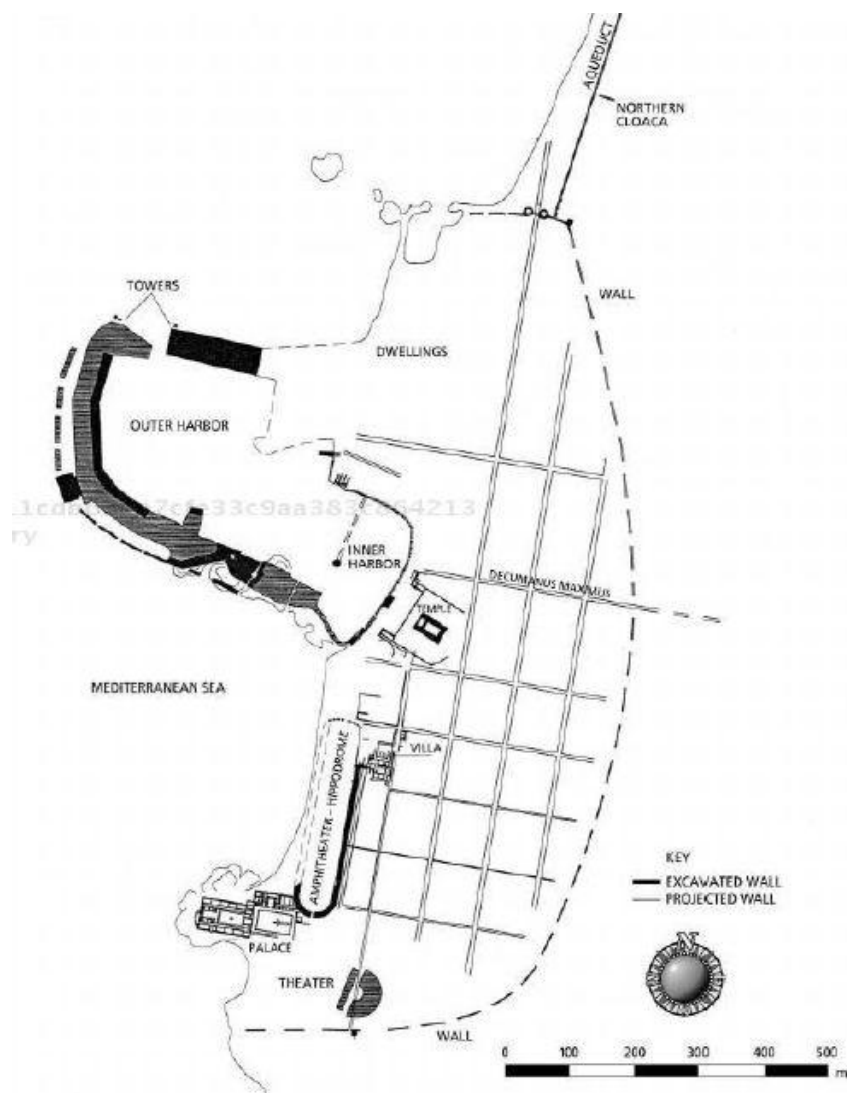 AQUEDUCT
NORTHERN
CLOACA
TOWERS
WALL
DWELLINGS
OUTER HARBOR
INNER
HARBOR
DECUMANUS MAXIMUS
TEMPLE
MEDITERRANEAN SEA
VILLA
AMPHITHEATER - HIPPODROME
KEY
EXCAVATED WALL
PROJECTED WALL
PALACE
N
THEATER
WALL
0 100 200 300 400 500
m